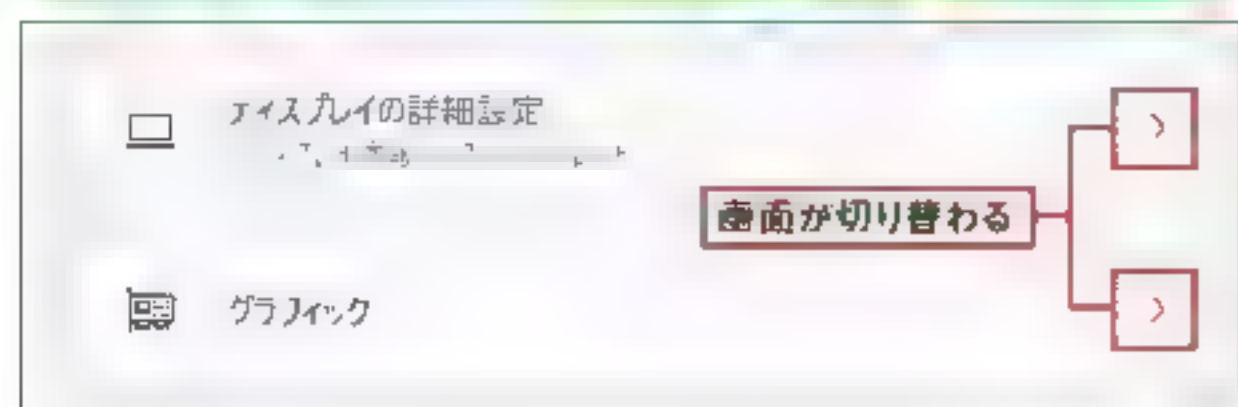 ディスプレイの詳細設定
画面が切り替わる
グラフィック